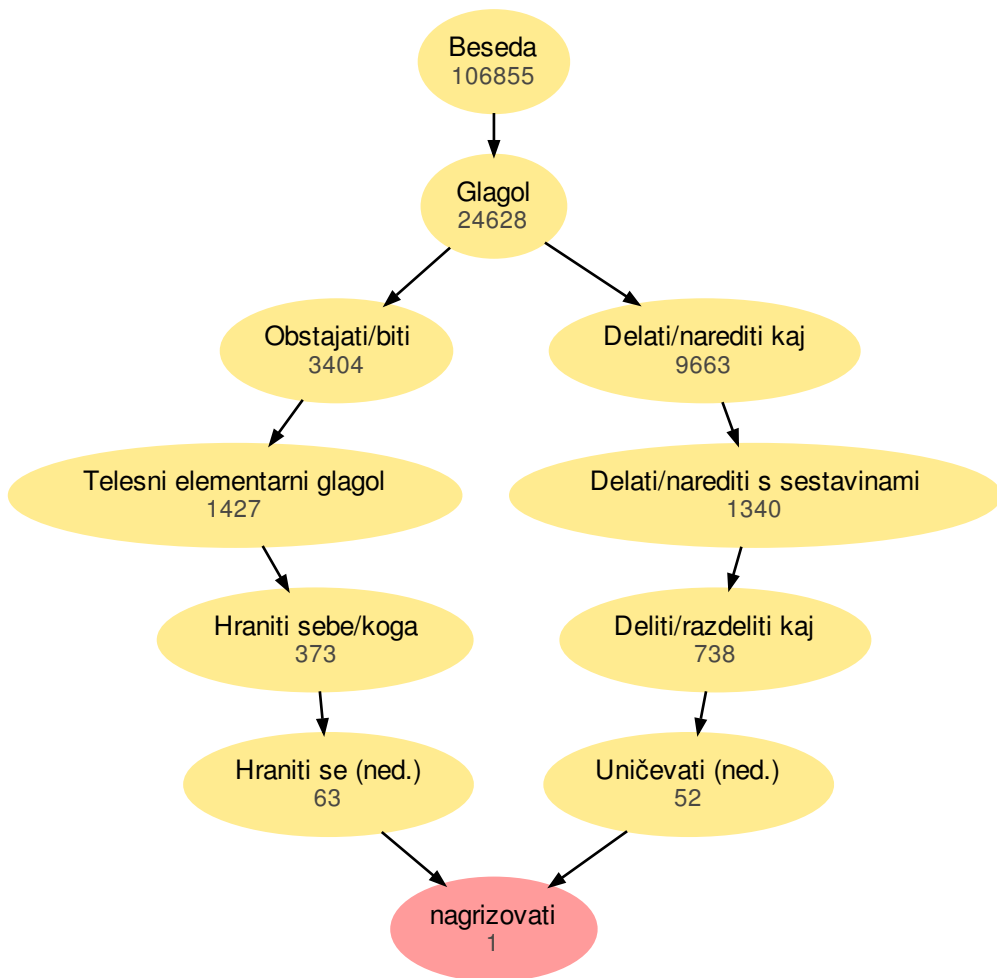 Beseda
106855
Glagol
24628
Obstajati/biti
3404
Delati/narediti kaj
9663
Telesni elementarni glagol
1427
Delati/narediti s sestavinami
1340
Hraniti sebe/koga
373
Deliti/razdeliti kaj
738
Hraniti se (ned.)
63
Uničevati (ned.)
52
nagrizovati
1